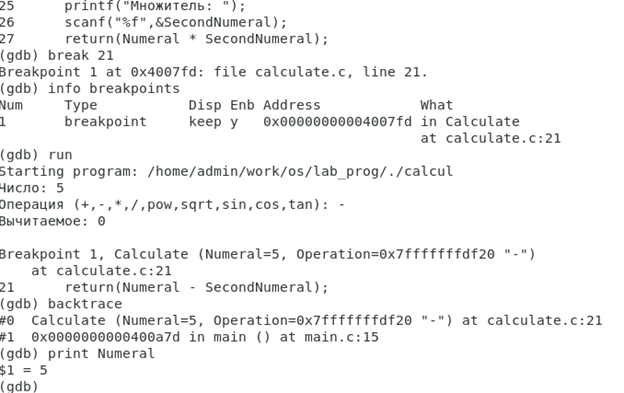 25      printf("Множитель: ");
26      scanf("%f",&SecondNumeral);
27      return(Numeral * SecondNumeral);
(gdb) break 21
Breakpoint 1 at 0x4007fd: file calculate.c, line 21.
(gdb) info breakpoints
Num     Type           Disp Enb Address            What
1       breakpoint     keep y   0x00000000004007fd in Calculate
                                                   at calculate.c:21
(gdb) run
Starting program: /home/admin/work/os/lab_prog/./calcul
Число: 5
Операция (+,-,*,/,pow,sqrt,sin,cos,tan): -
Вычитаемое: 0

Breakpoint 1, Calculate (Numeral=5, Operation=0x7fffffffdf20 "-")
    at calculate.c:21
21      return(Numeral - SecondNumeral);
(gdb) backtrace
#0  Calculate (Numeral=5, Operation=0x7fffffffdf20 "-") at calculate.c:21
#1  0x0000000000400a7d in main () at main.c:15
(gdb) print Numeral
$1 = 5
(gdb)